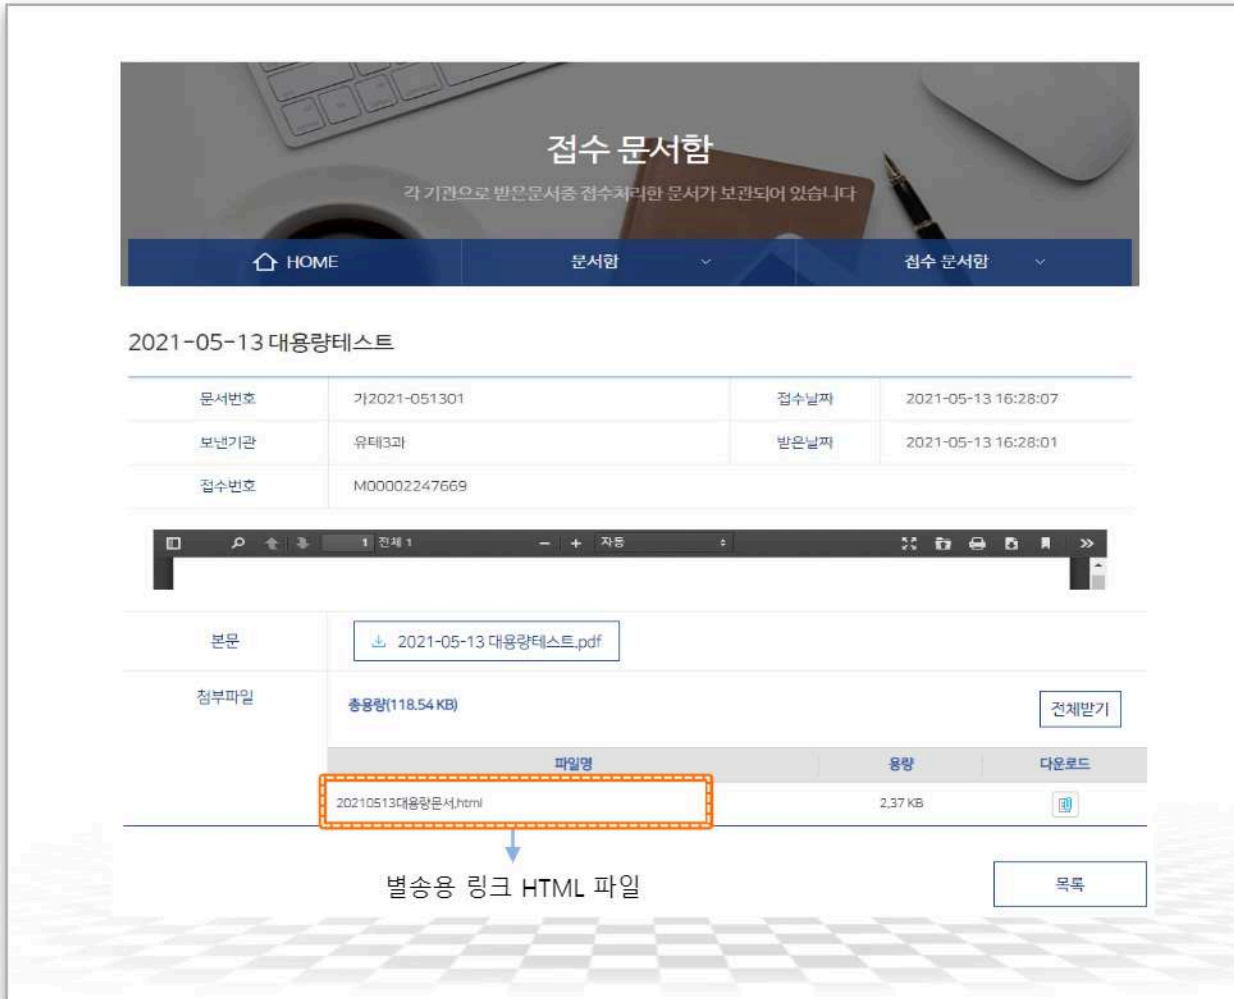 접수 문서함
각 기관으로 받은문서중 접수처리한 문서가 보관되어 있습니다
HOME 문서함 접수 문서함
2021-05-13 대용량테스트
문서번호 가2021-051301 접수날짜 2021-05-13 16:28:07
보낸기관 유테3과 받은날짜 2021-05-13 16:28:01
접수번호 M00002247669
1 전체 1 자동
본문 2021-05-13 대용량테스트.pdf
첨부파일 총용량(118.54 KB) 전체받기
파일명 용량 다운로드
20210513대용량문서.html 2.37 KB
별송용 링크 HTML 파일
목록